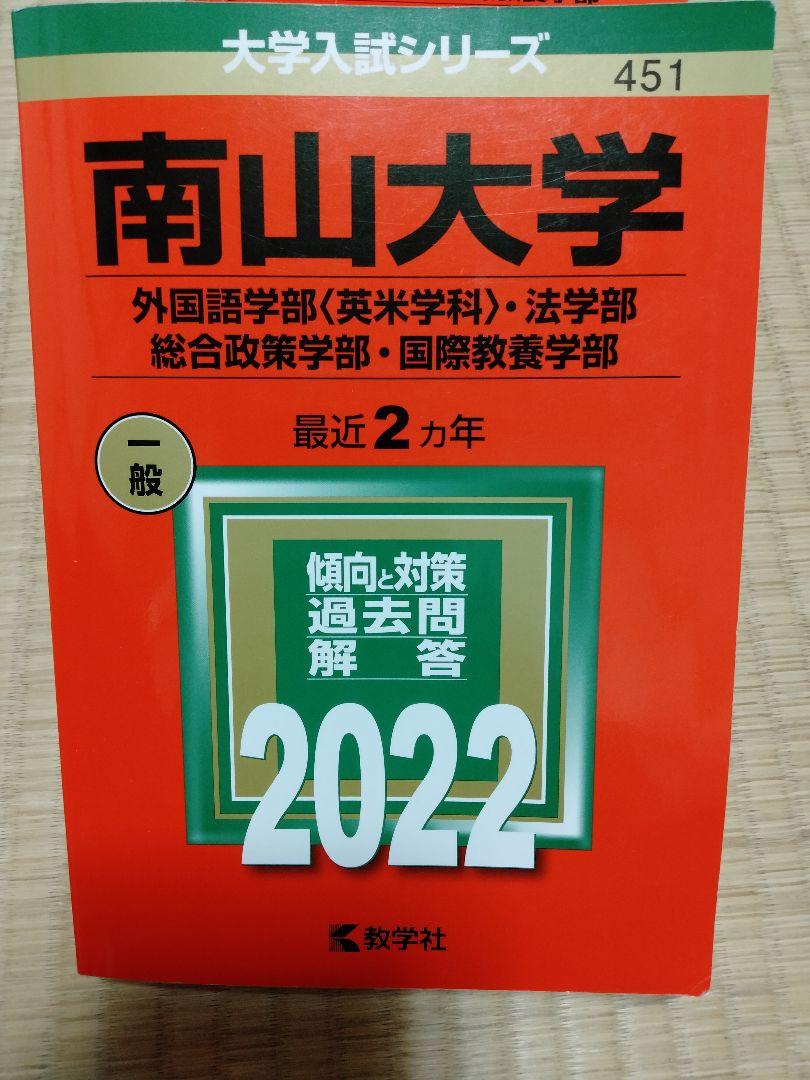 大学入試シリーズ
451
南山大学
外国語学部〈英米学科〉・法学部
総合政策学部・国際教養学部
最近2ヵ年
一般
傾向と対策
過去問
解答
2022
教学社